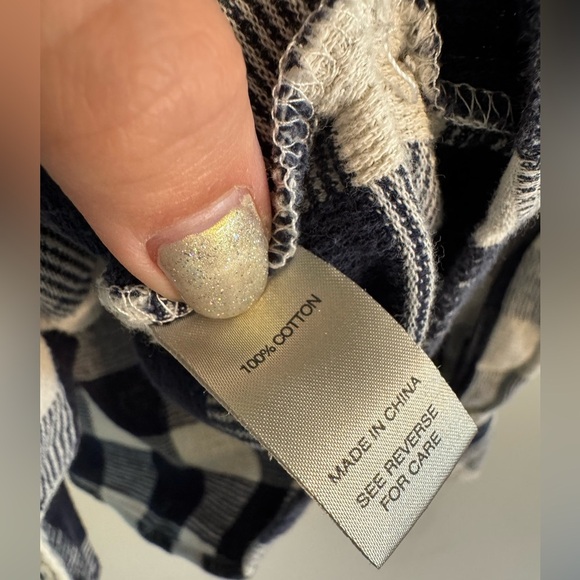 100% COTTON
MADE IN CHINA
SEE REVERSE
FOR CARE